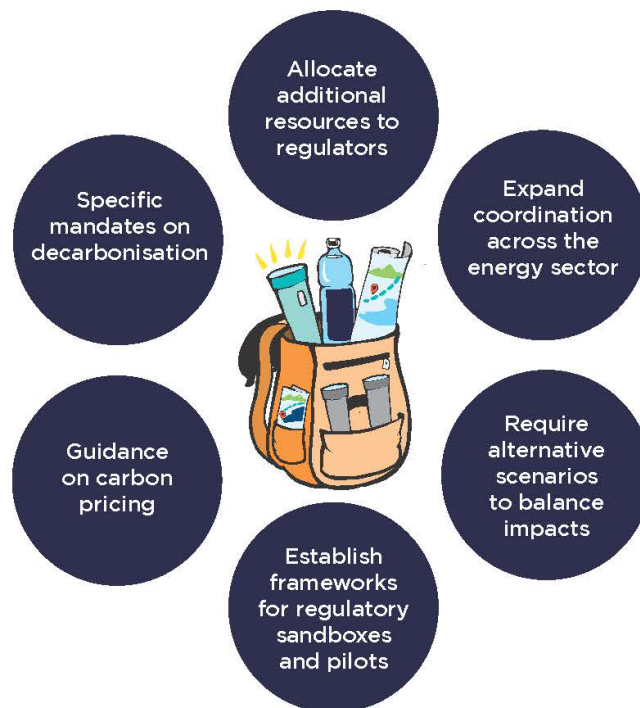 Allocate
additional
resources to
regulators
Expand
coordination
across the
energy sector
Require
alternative
scenarios
to balance
impacts
Establish
frameworks
for regulatory
sandboxes
and pilots
Guidance
on carbon
pricing
Specific
mandates on
decarbonisation